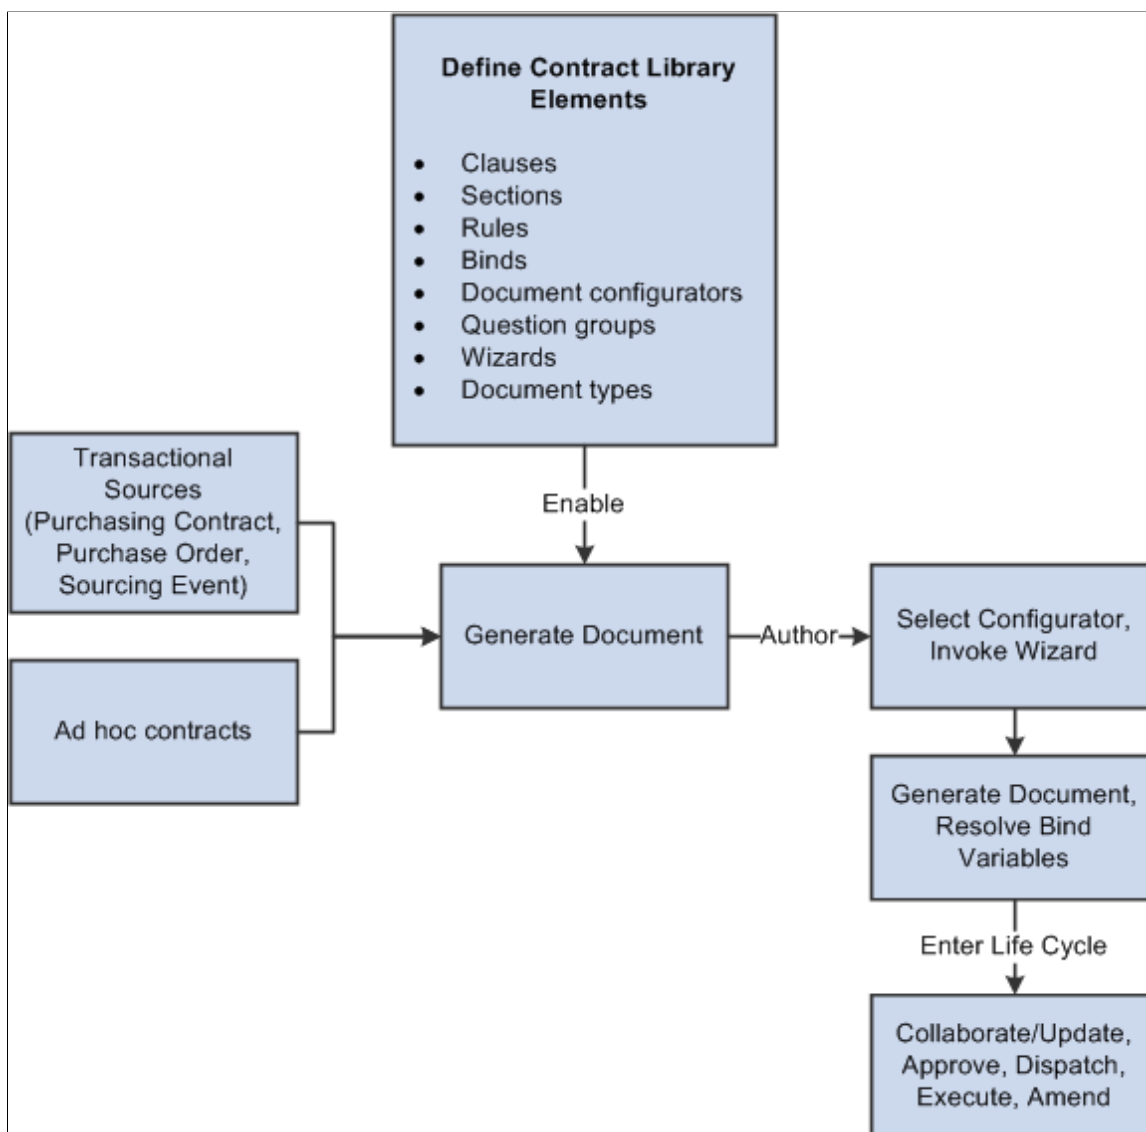 Define Contract Library
Elements
• Clauses
• Sections
• Rules
• Binds
• Document configurators
• Question groups
• Wizards
• Document types
Enable
Transactional
Sources
(Purchasing Contract,
Purchase Order,
Sourcing Event)
Ad hoc contracts
Generate Document
Author
Select Configurator,
Invoke Wizard
Generate Document,
Resolve Bind
Variables
Enter Life Cycle
Collaborate/Update,
Approve, Dispatch,
Execute, Amend